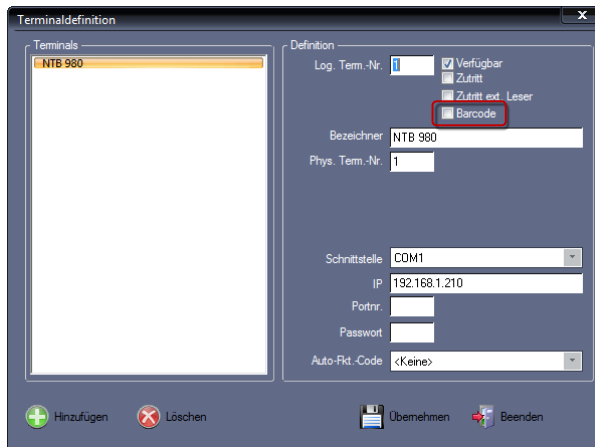 Terminaldefinition
x
Terminals
NTB 980
Definition
Log. Term.-Nr. 1
Verfügbar
Zutritt
Zutritt ext. Leser
Barcode
Bezeichner NTB 980
Phys. Term.-Nr. 1
Schnittstelle COM1
IP 192.168.1.210
Portnr.
Passwort
Auto-Fkt.-Code <Keine>
Hinzufügen Löschen Übernehmen Beenden